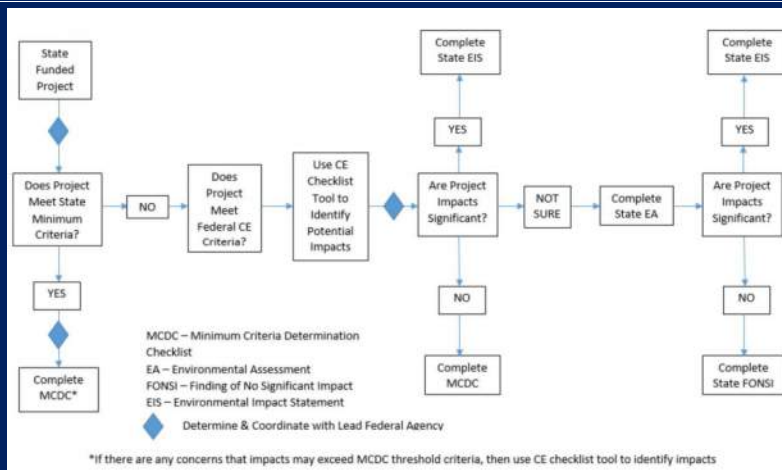 State
Funded
Project
Does Project
Meet State
Minimum
Criteria?
YES
Complete
MCDC*
NO
Does
Project
Meet
Federal CE
Criteria?
Use CE
Checklist
Tool to
Identify
Potential
Impacts
Complete
State EIS
YES
Are Project
Impacts
Significant?
NO
Complete
MCDC
NOT
SURE
Complete
State EA
Complete
State EIS
YES
Are Project
Impacts
Significant?
NO
Complete
State FONSI
MCDC – Minimum Criteria Determination
Checklist
EA – Environmental Assessment
FONSI – Finding of No Significant Impact
EIS – Environmental Impact Statement
Determine & Coordinate with Lead Federal Agency
*If there are any concerns that impacts may exceed MCDC threshold criteria, then use CE checklist tool to identify impacts